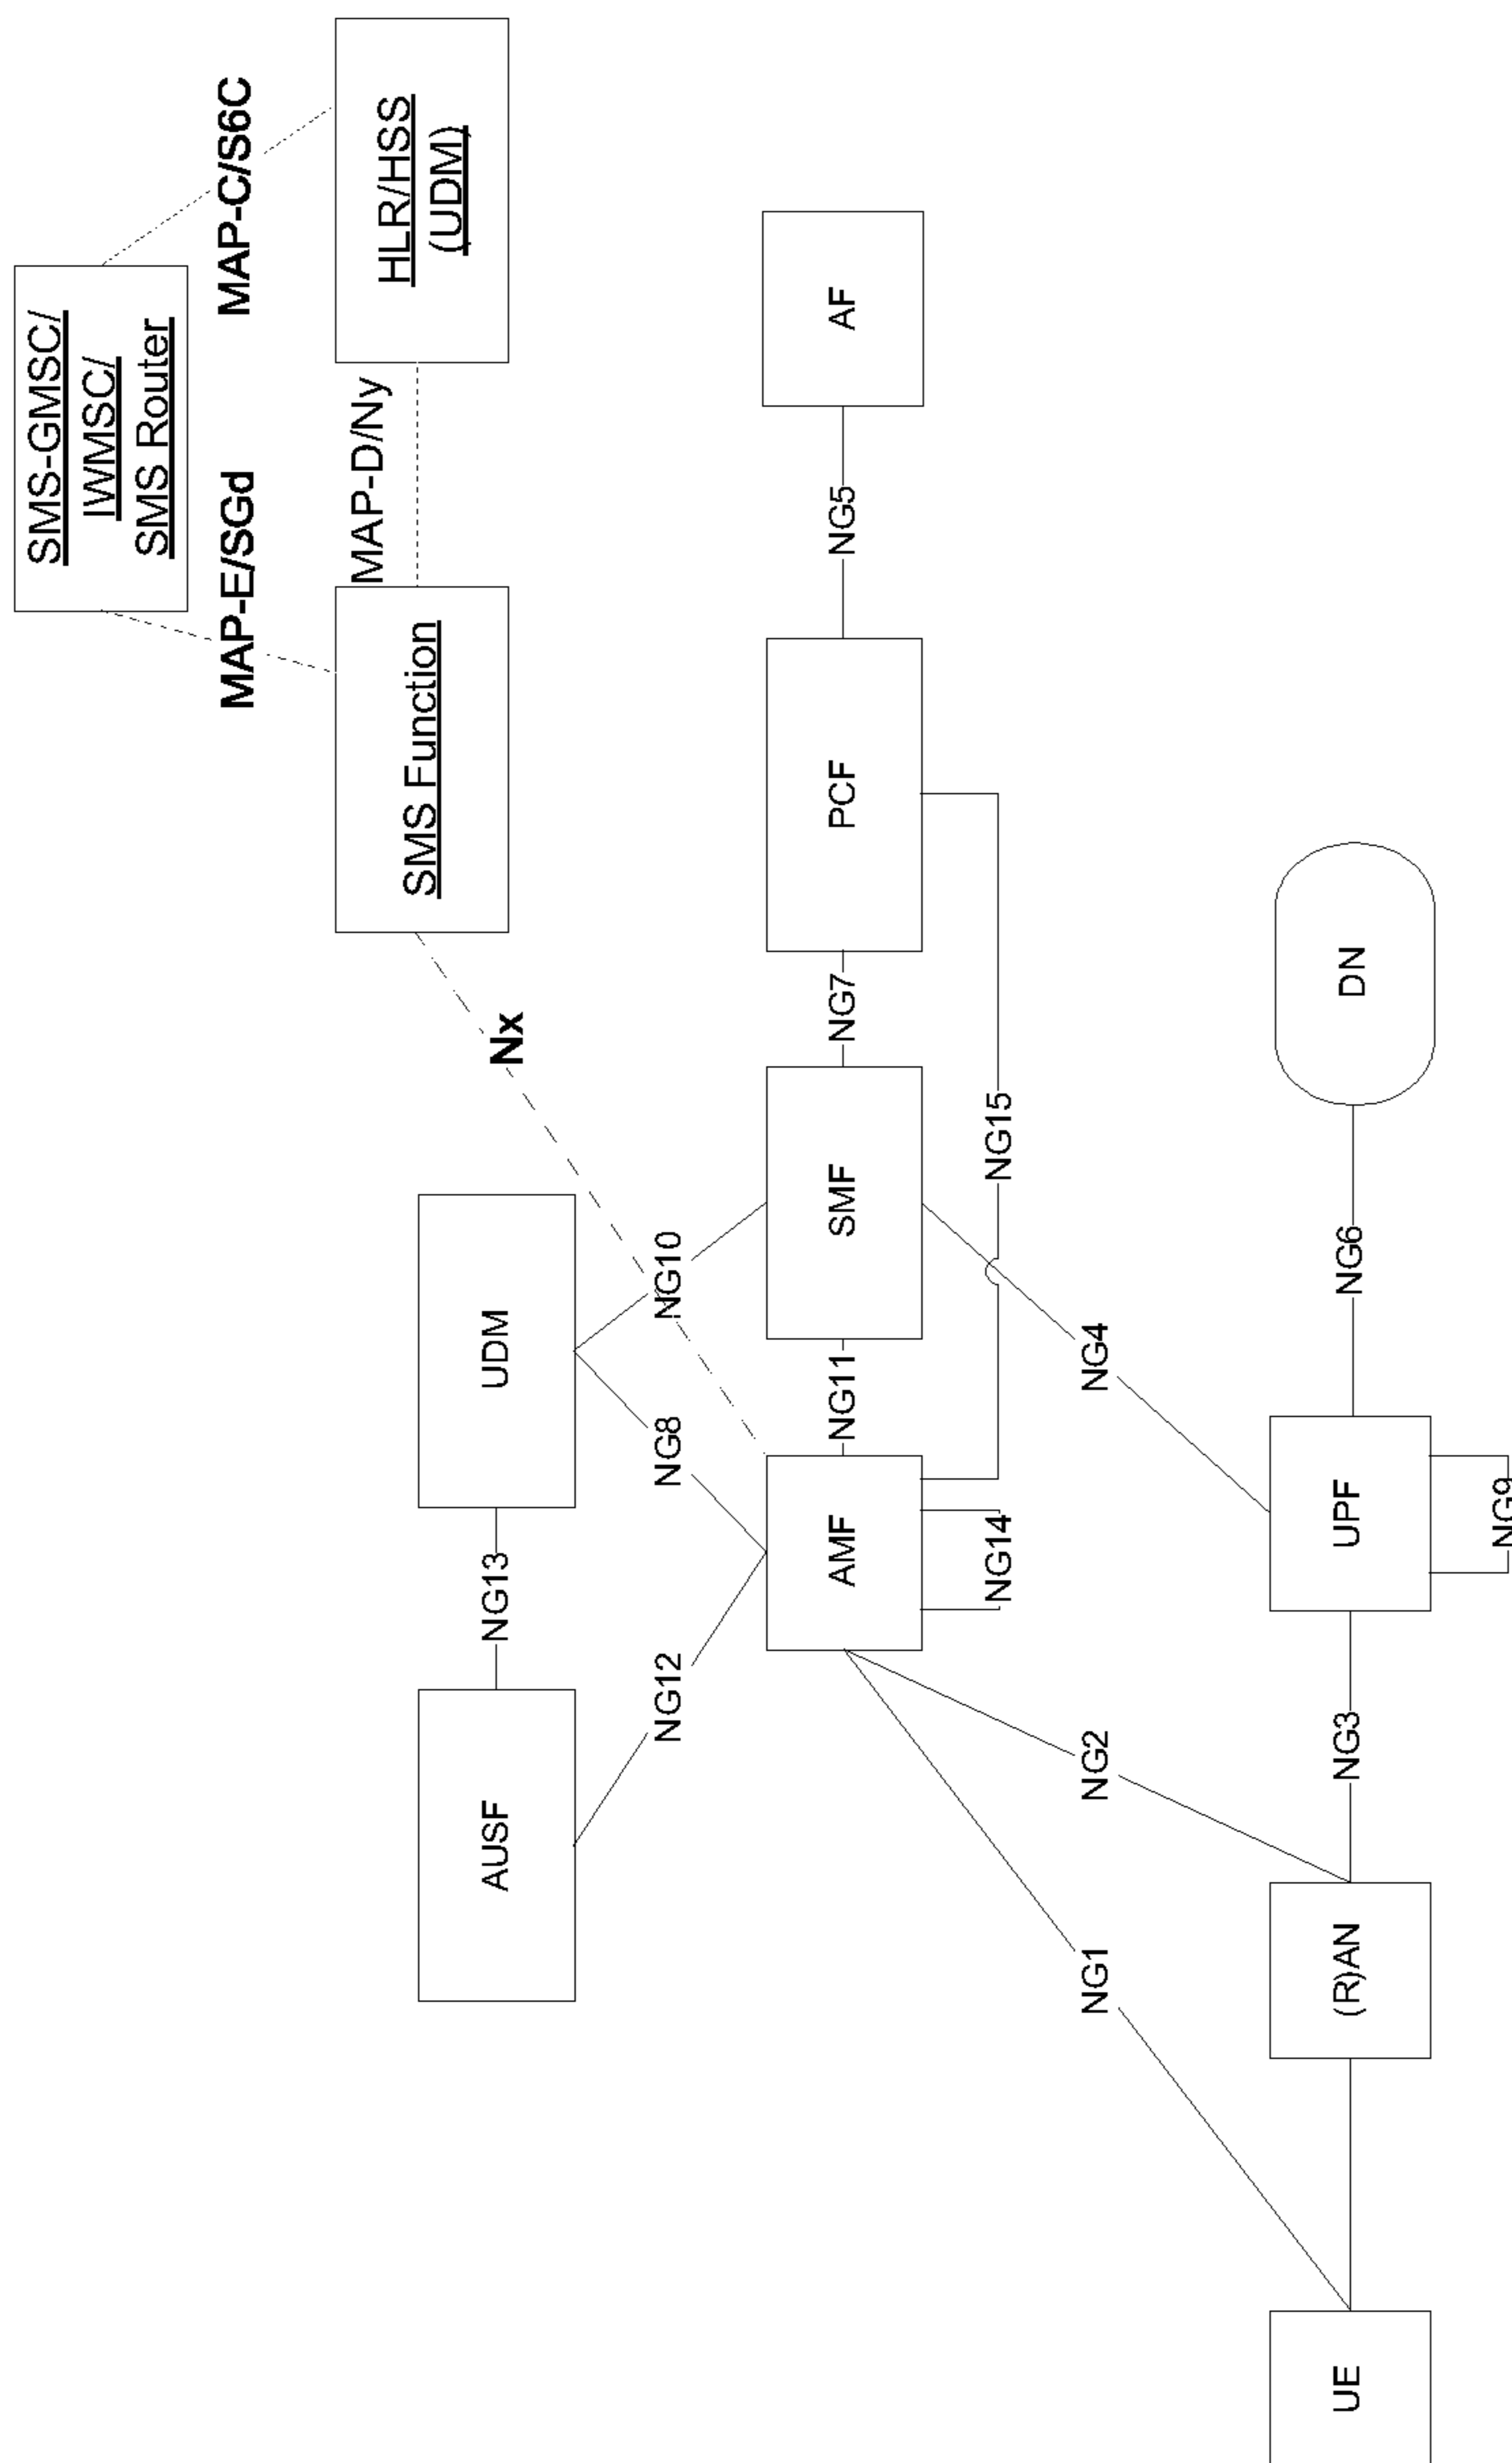 SMS-GMSC/
IWMSC/
SMS Router
MAP-E/SGd
MAP-C/S6C
SMS Function
MAP-D/Ny
HLR/HSS
(UDM)
Nx
AUSF
NG13
UDM
NG12
NG8
NG10
AMF
NG11
SMF
NG7
PCF
NG5
AF
NG14
NG15
NG1
NG2
NG4
UE
(R)AN
NG3
UPF
NG6
DN
NG9